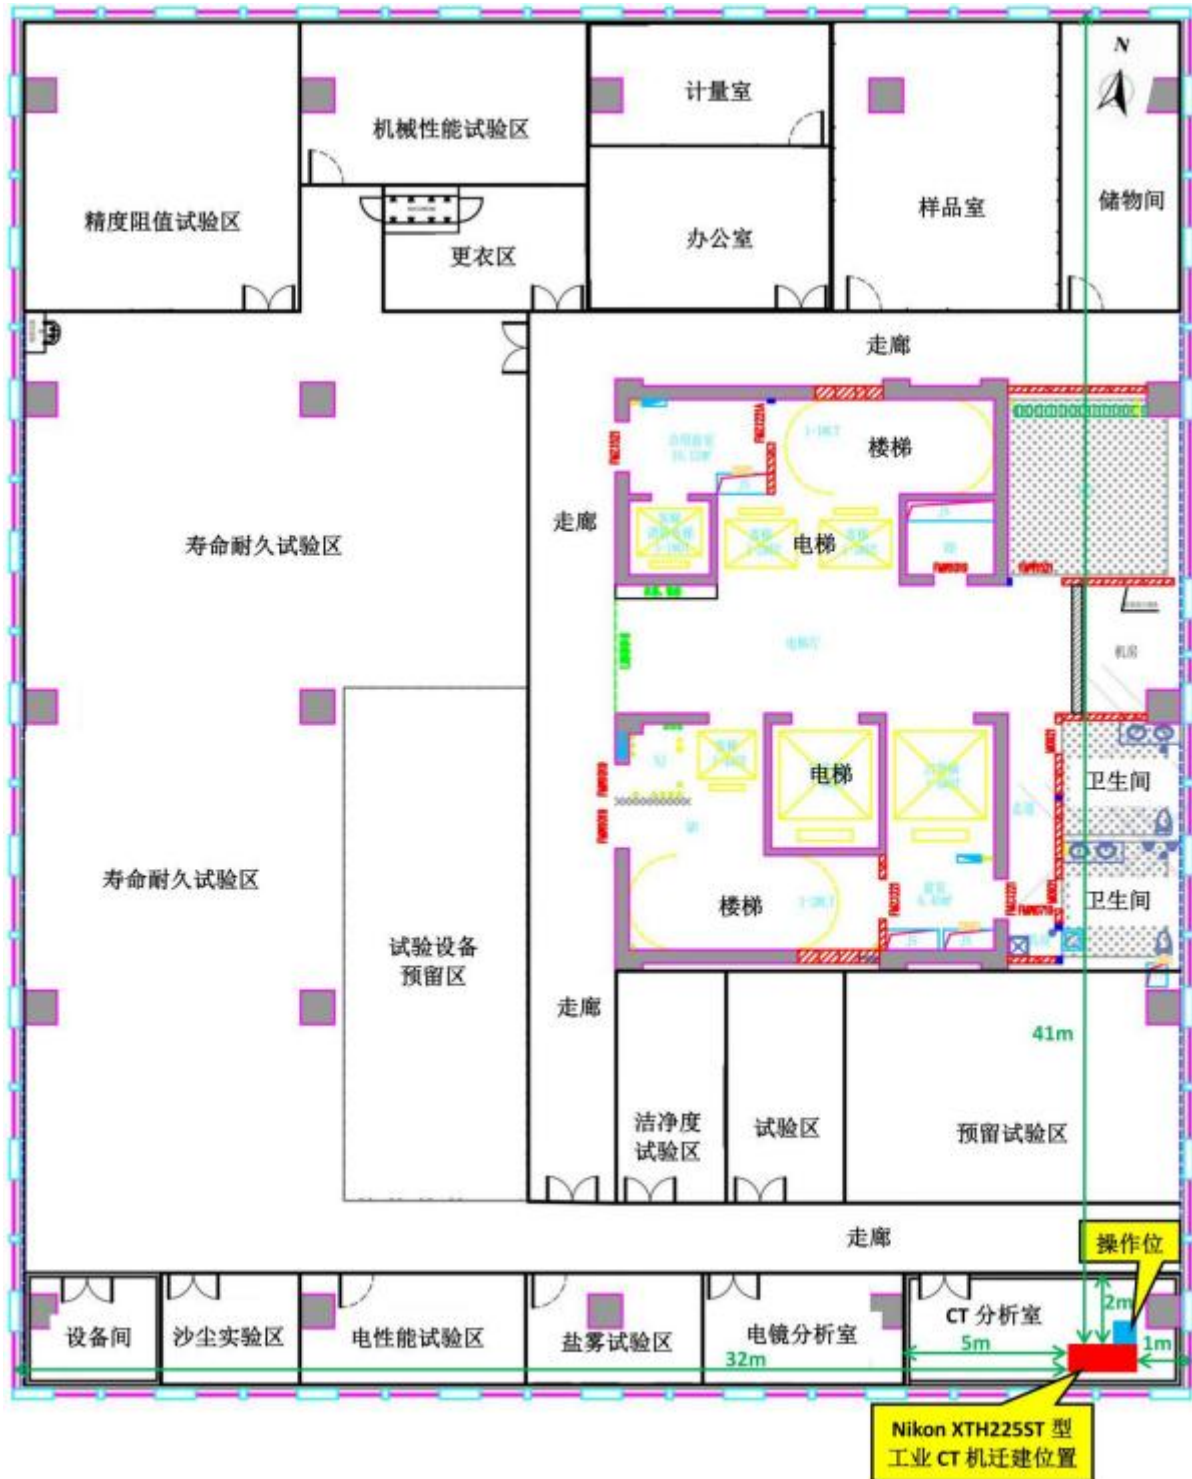 N
计量室
机械性能试验区
储物间
样品室
精度阻值试验区
办公室
更衣区
走廊
楼梯
走廊
电梯
寿命耐久试验区
电梯厅
机房
电梯
卫生间
寿命耐久试验区
楼梯
卫生间
试验设备
预留区
走廊
41m
洁净度
试验区
试验区
预留试验区
走廊
操作位
设备间
沙尘实验区
电性能试验区
盐雾试验区
电镜分析室
CT 分析室
2m
5m
1m
32m
Nikon XTH225ST 型
工业 CT 机迁建位置